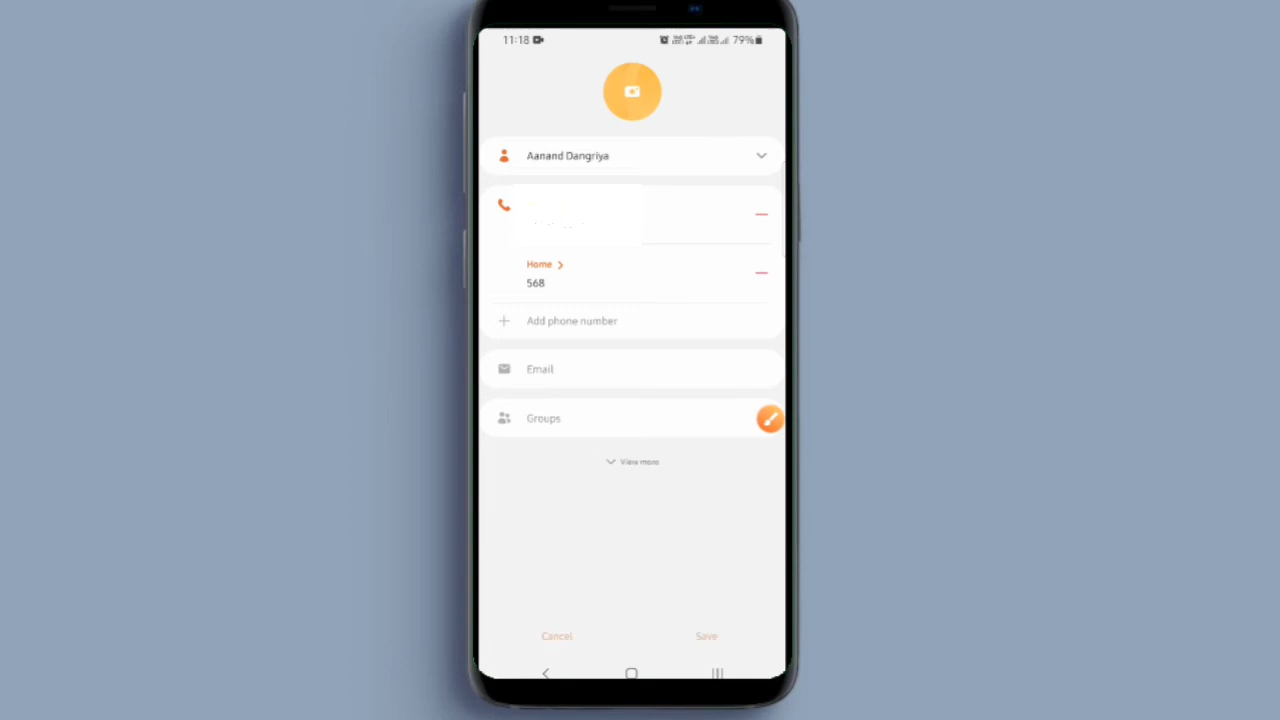 11:18
79%
Aanand Dangriya
Home
568
Add phone number
Email
Groups
View more
Cancel
Save